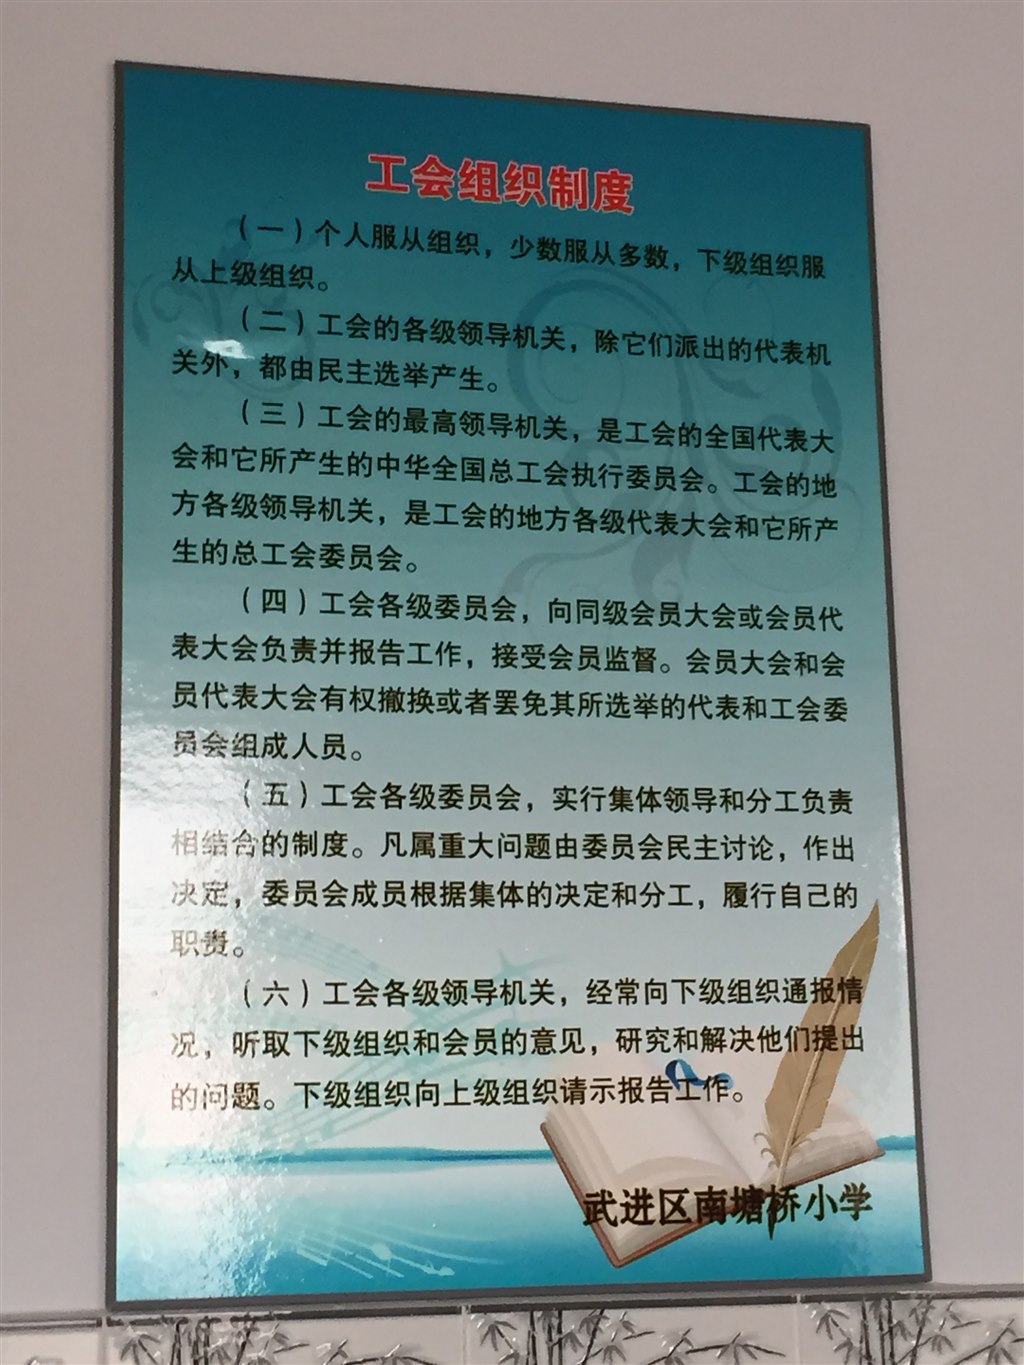 工会组织制度
（一）个人服从组织，少数服从多数，下级组织服
从上级组织。
（二）工会的各级领导机关，除它们派出的代表机
关外，都由民主选举产生。
（三）工会的最高领导机关，是工会的全国代表大
会和它所产生的中华全国总工会执行委员会。工会的地
方各级领导机关，是工会的地方各级代表大会和它所产
生的总工会委员会。
（四）工会各级委员会，向同级会员大会或会员代
表大会负责并报告工作，接受会员监督。会员大会和会
员代表大会有权撤换或者罢免其所选举的代表和工会委
员会组成人员。
（五）工会各级委员会，实行集体领导和分工负责
相结合的制度。凡属重大问题由委员会民主讨论，作出
决定，委员会成员根据集体的决定和分工，履行自己的
职责。
（六）工会各级领导机关，经常向下级组织通报情
况，听取下级组织和会员的意见，研究和解决他们提出
的问题。下级组织向上级组织请示报告工作。
武进区南塘桥小学